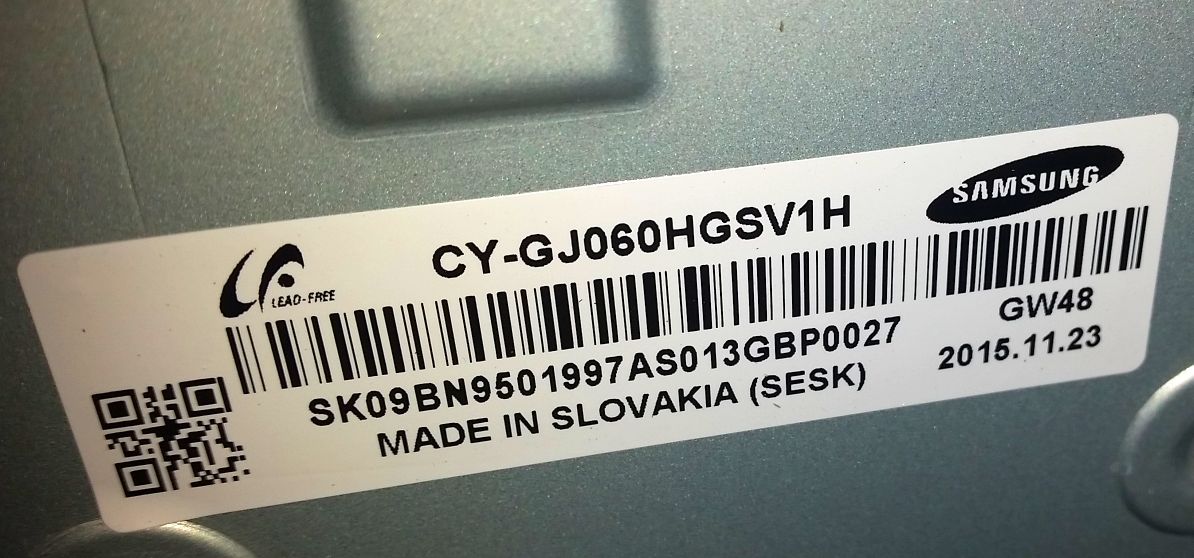 SAMSUNG
CY-GJ060HGSV1H
LEAD-FREE
SK09BN9501997AS013GBP0027
GW48
MADE IN SLOVAKIA (SESK)
2015.11.23